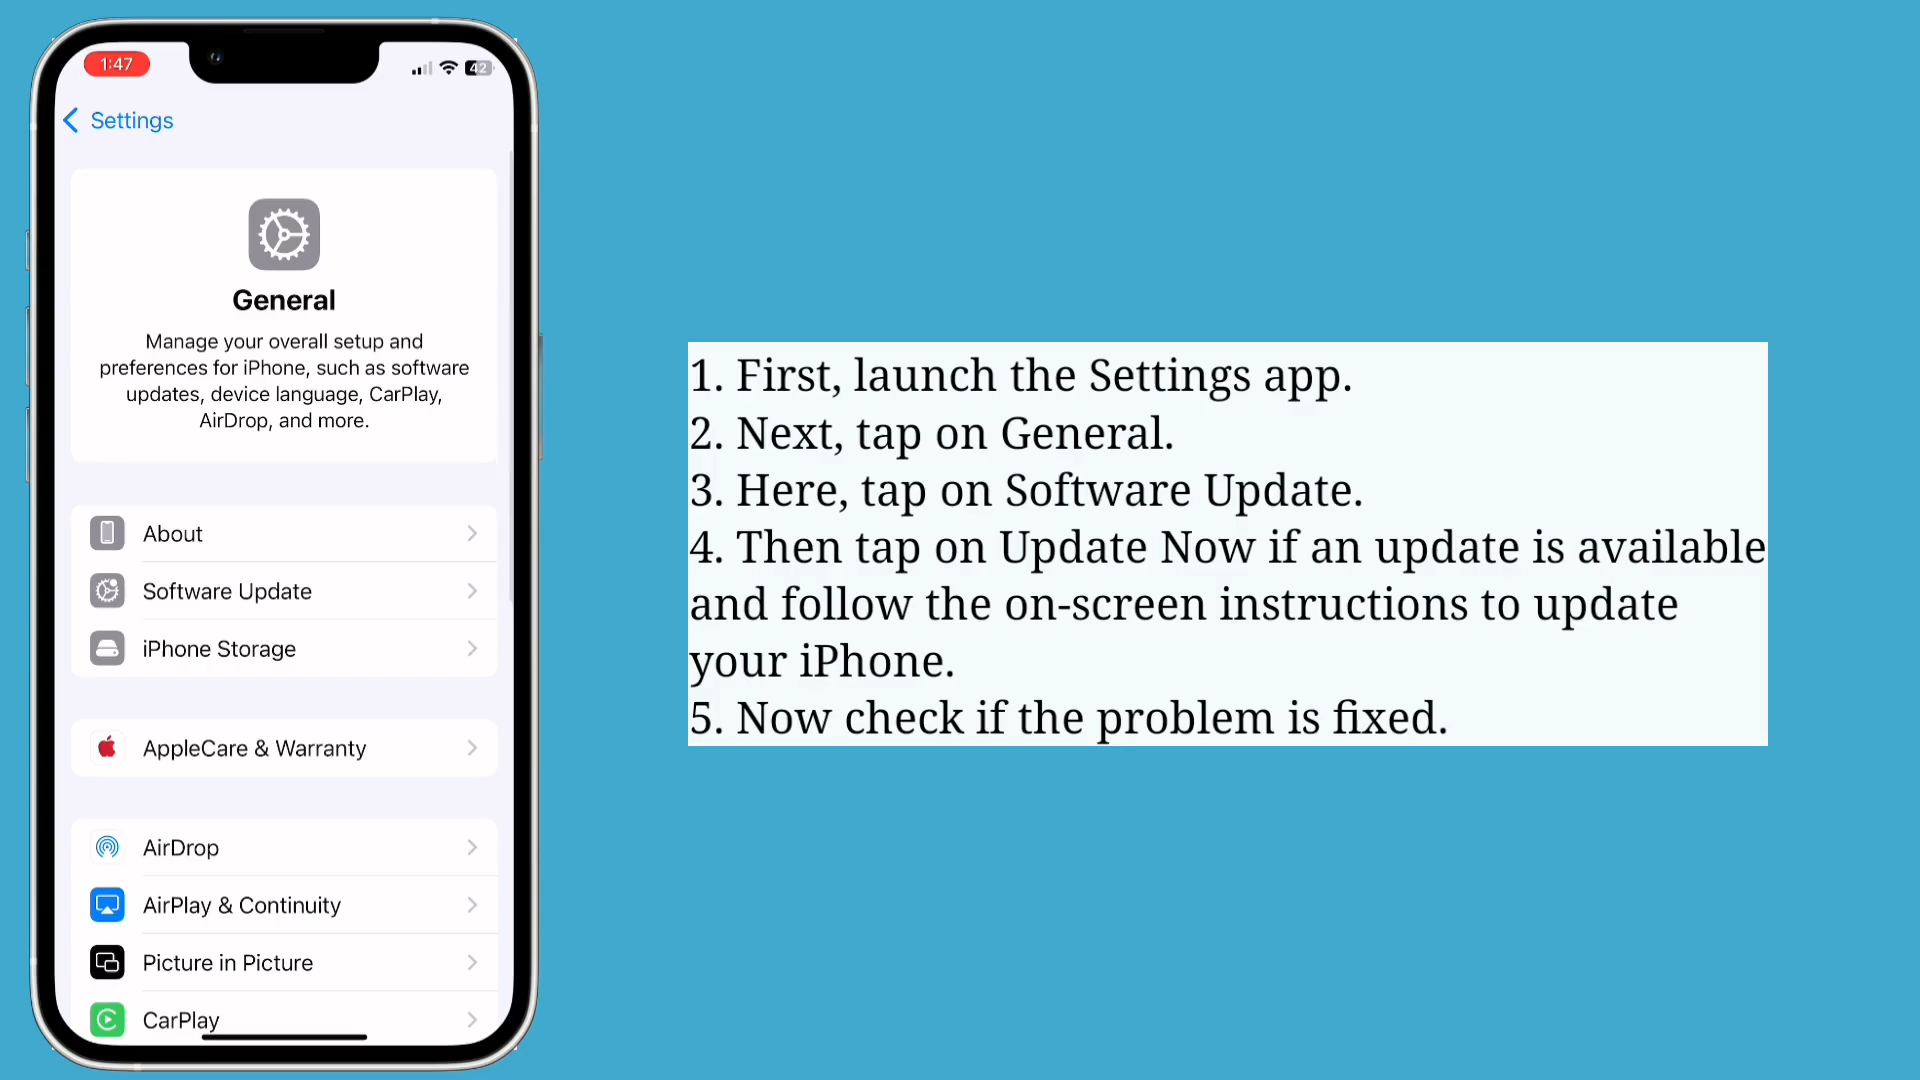 1:47
42
Settings
General
Manage your overall setup and
preferences for iPhone, such as software
updates, device language, CarPlay,
AirDrop, and more.
About
Software Update
iPhone Storage
AppleCare & Warranty
AirDrop
AirPlay & Continuity
Picture in Picture
CarPlay
1. First, launch the Settings app.
2. Next, tap on General.
3. Here, tap on Software Update.
4. Then tap on Update Now if an update is available
and follow the on-screen instructions to update
your iPhone.
5. Now check if the problem is fixed.